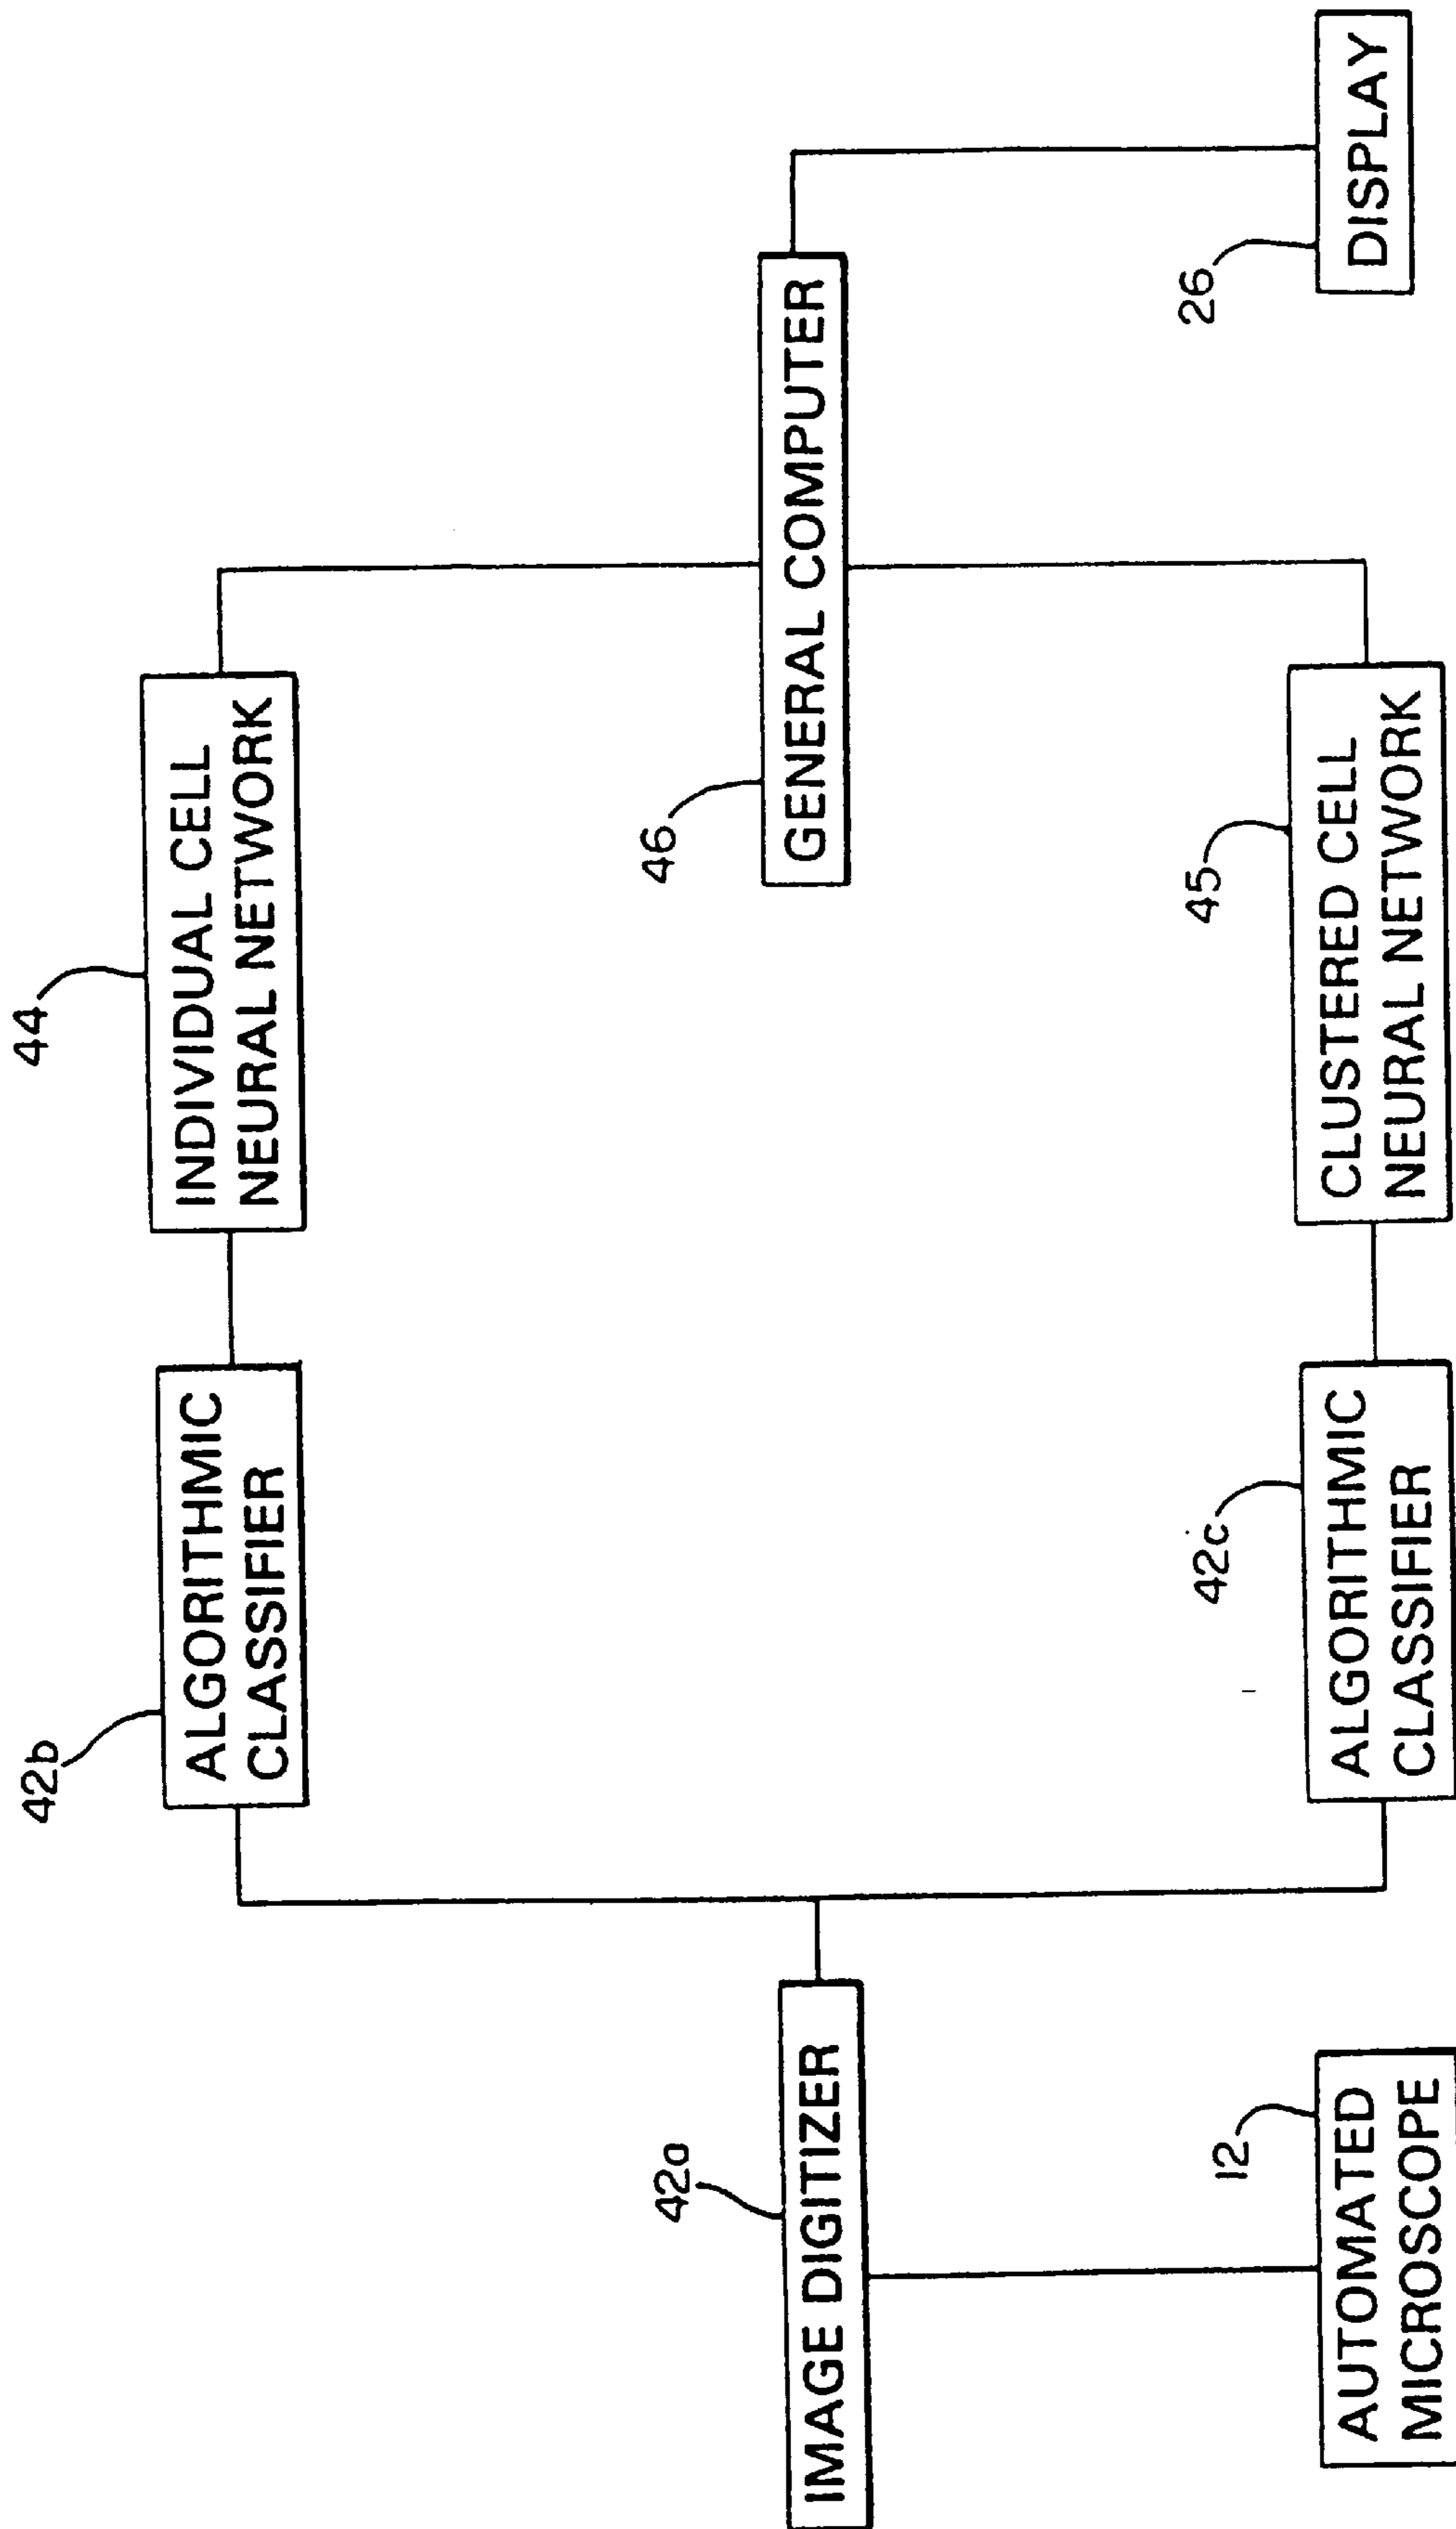 44
INDIVIDUAL CELL
NEURAL NETWORK
42b
ALGORITHMIC
CLASSIFIER
46
GENERAL COMPUTER
42a
IMAGE DIGITIZER
26
DISPLAY
45
CLUSTERED CELL
NEURAL NETWORK
42c
ALGORITHMIC
CLASSIFIER
12
AUTOMATED
MICROSCOPE